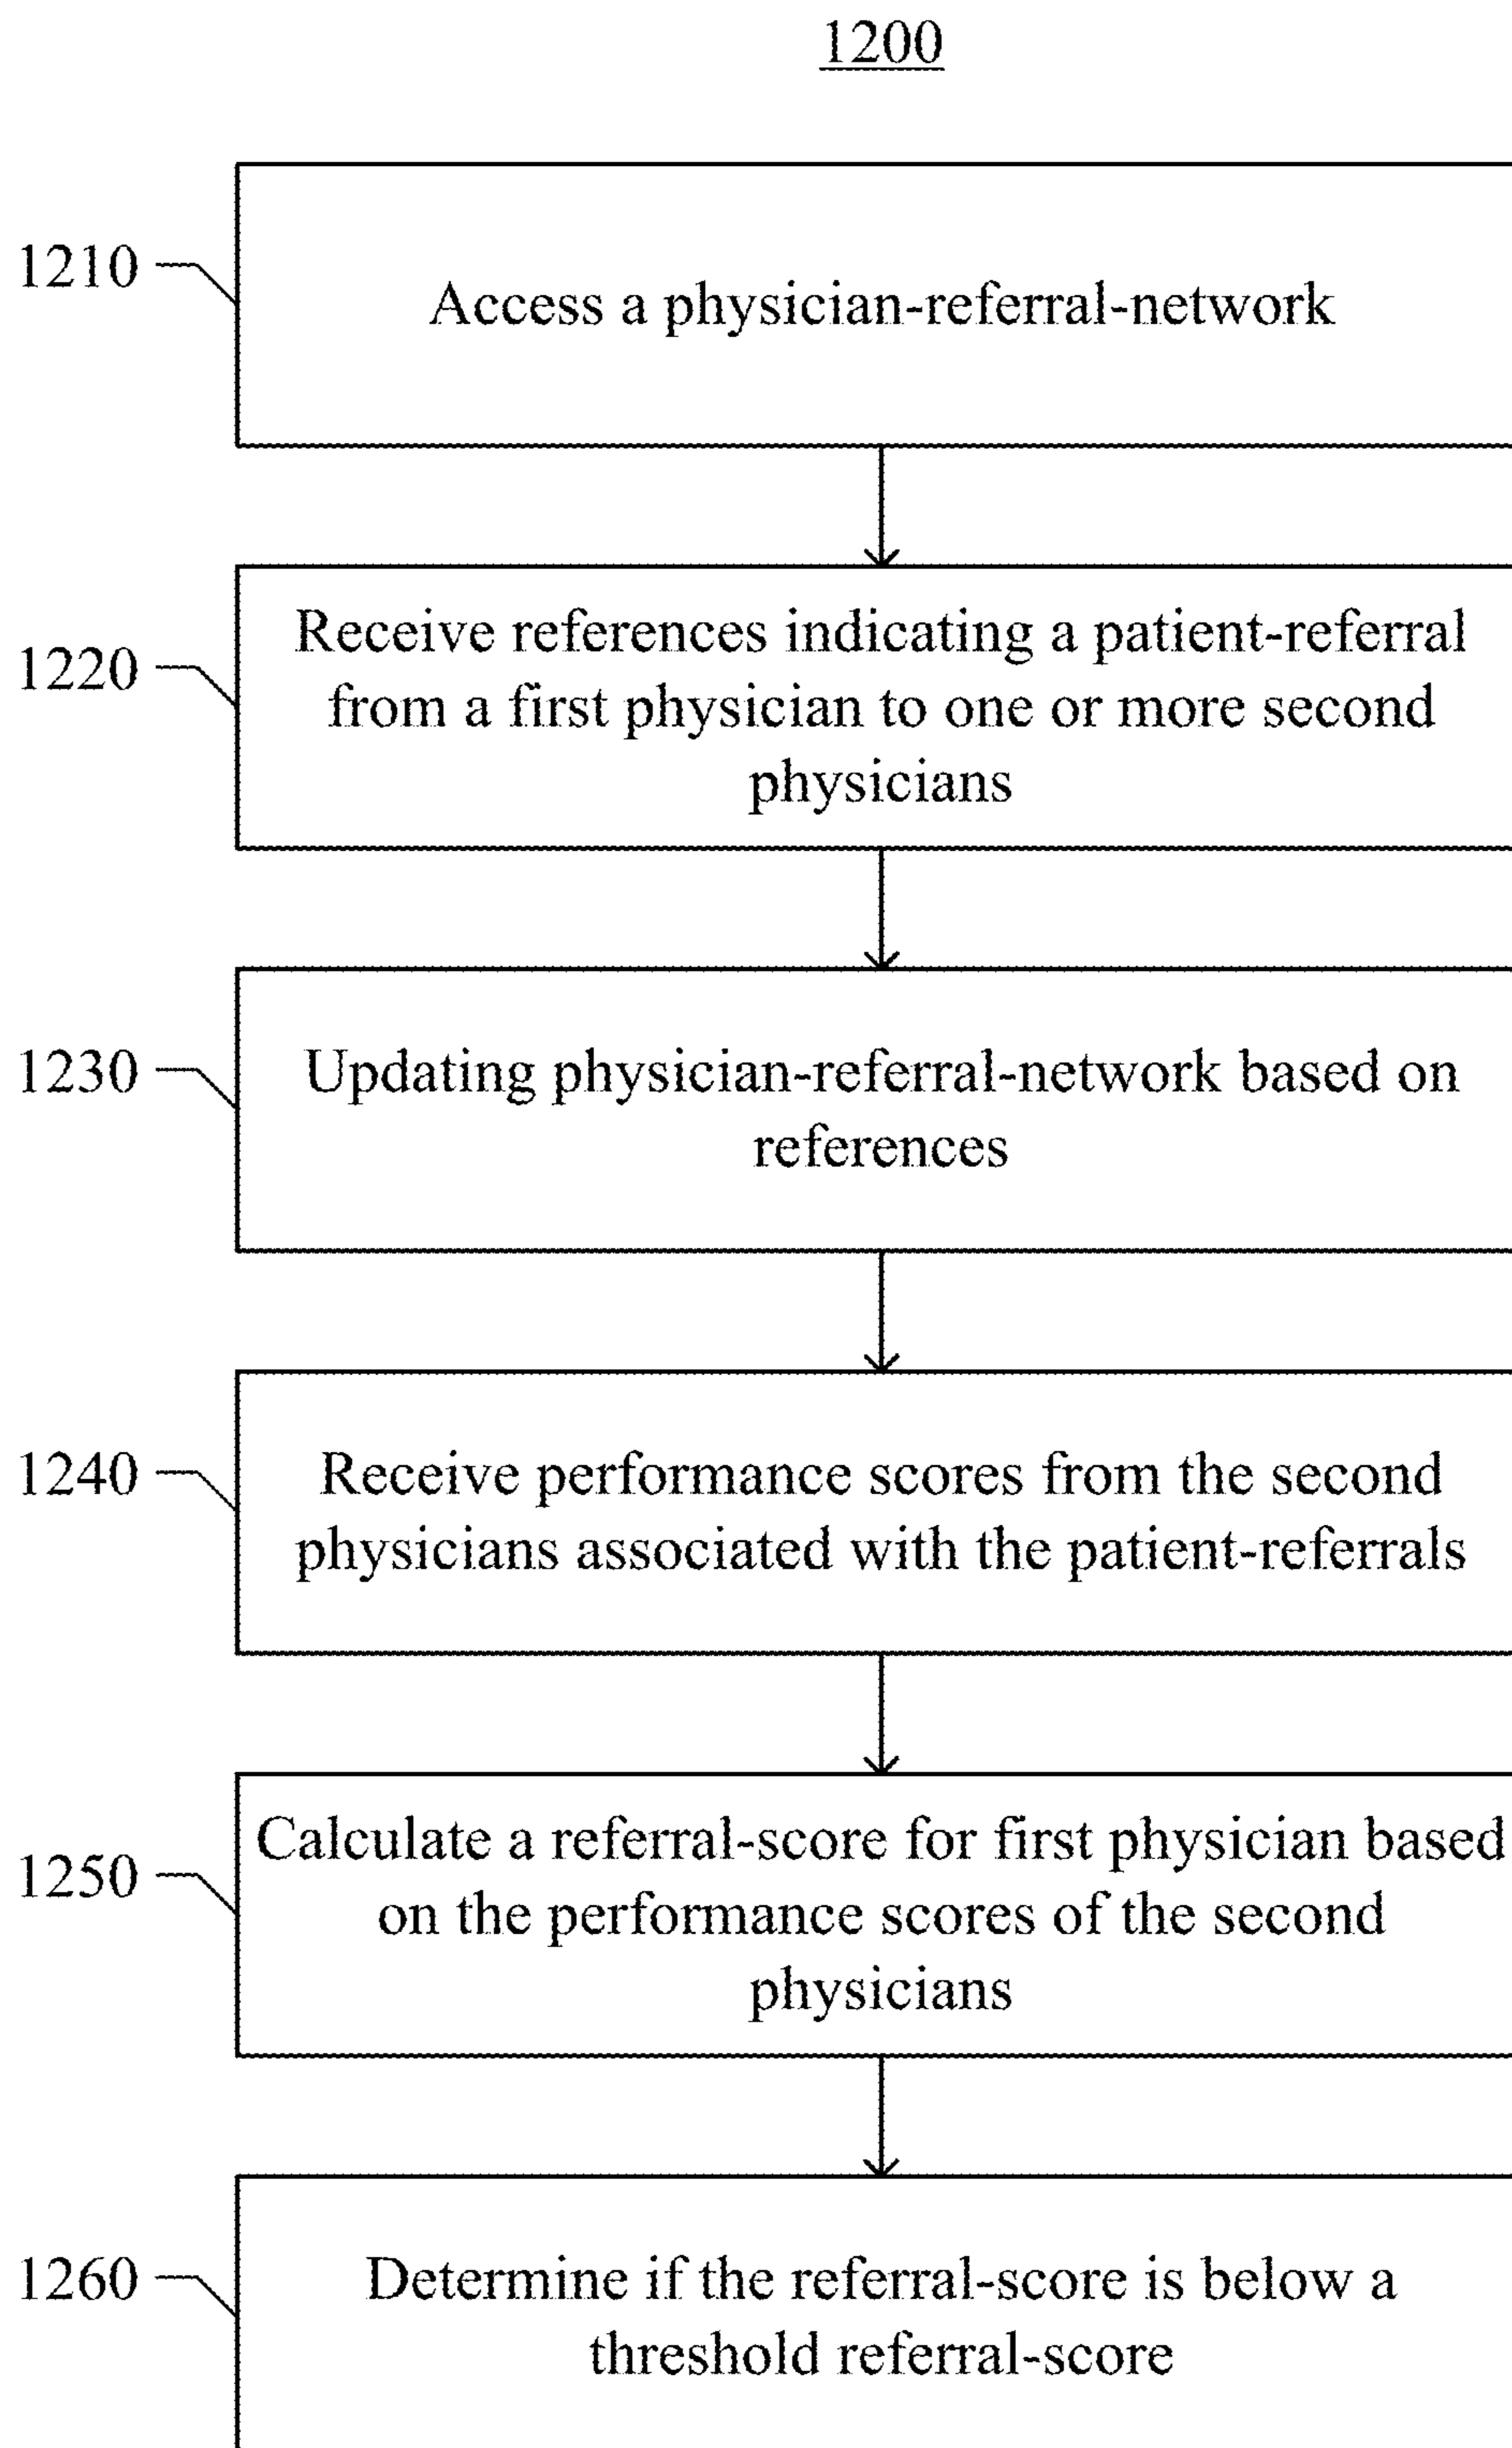 1200
1210
Access a physician-referral-network
1220
Receive references indicating a patient-referral
from a first physician to one or more second
physicians
1230
Updating physician-referral-network based on
references
1240
Receive performance scores from the second
physicians associated with the patient-referrals
1250
Calculate a referral-score for first physician based
on the performance scores of the second
physicians
1260
Determine if the referral-score is below a
threshold referral-score